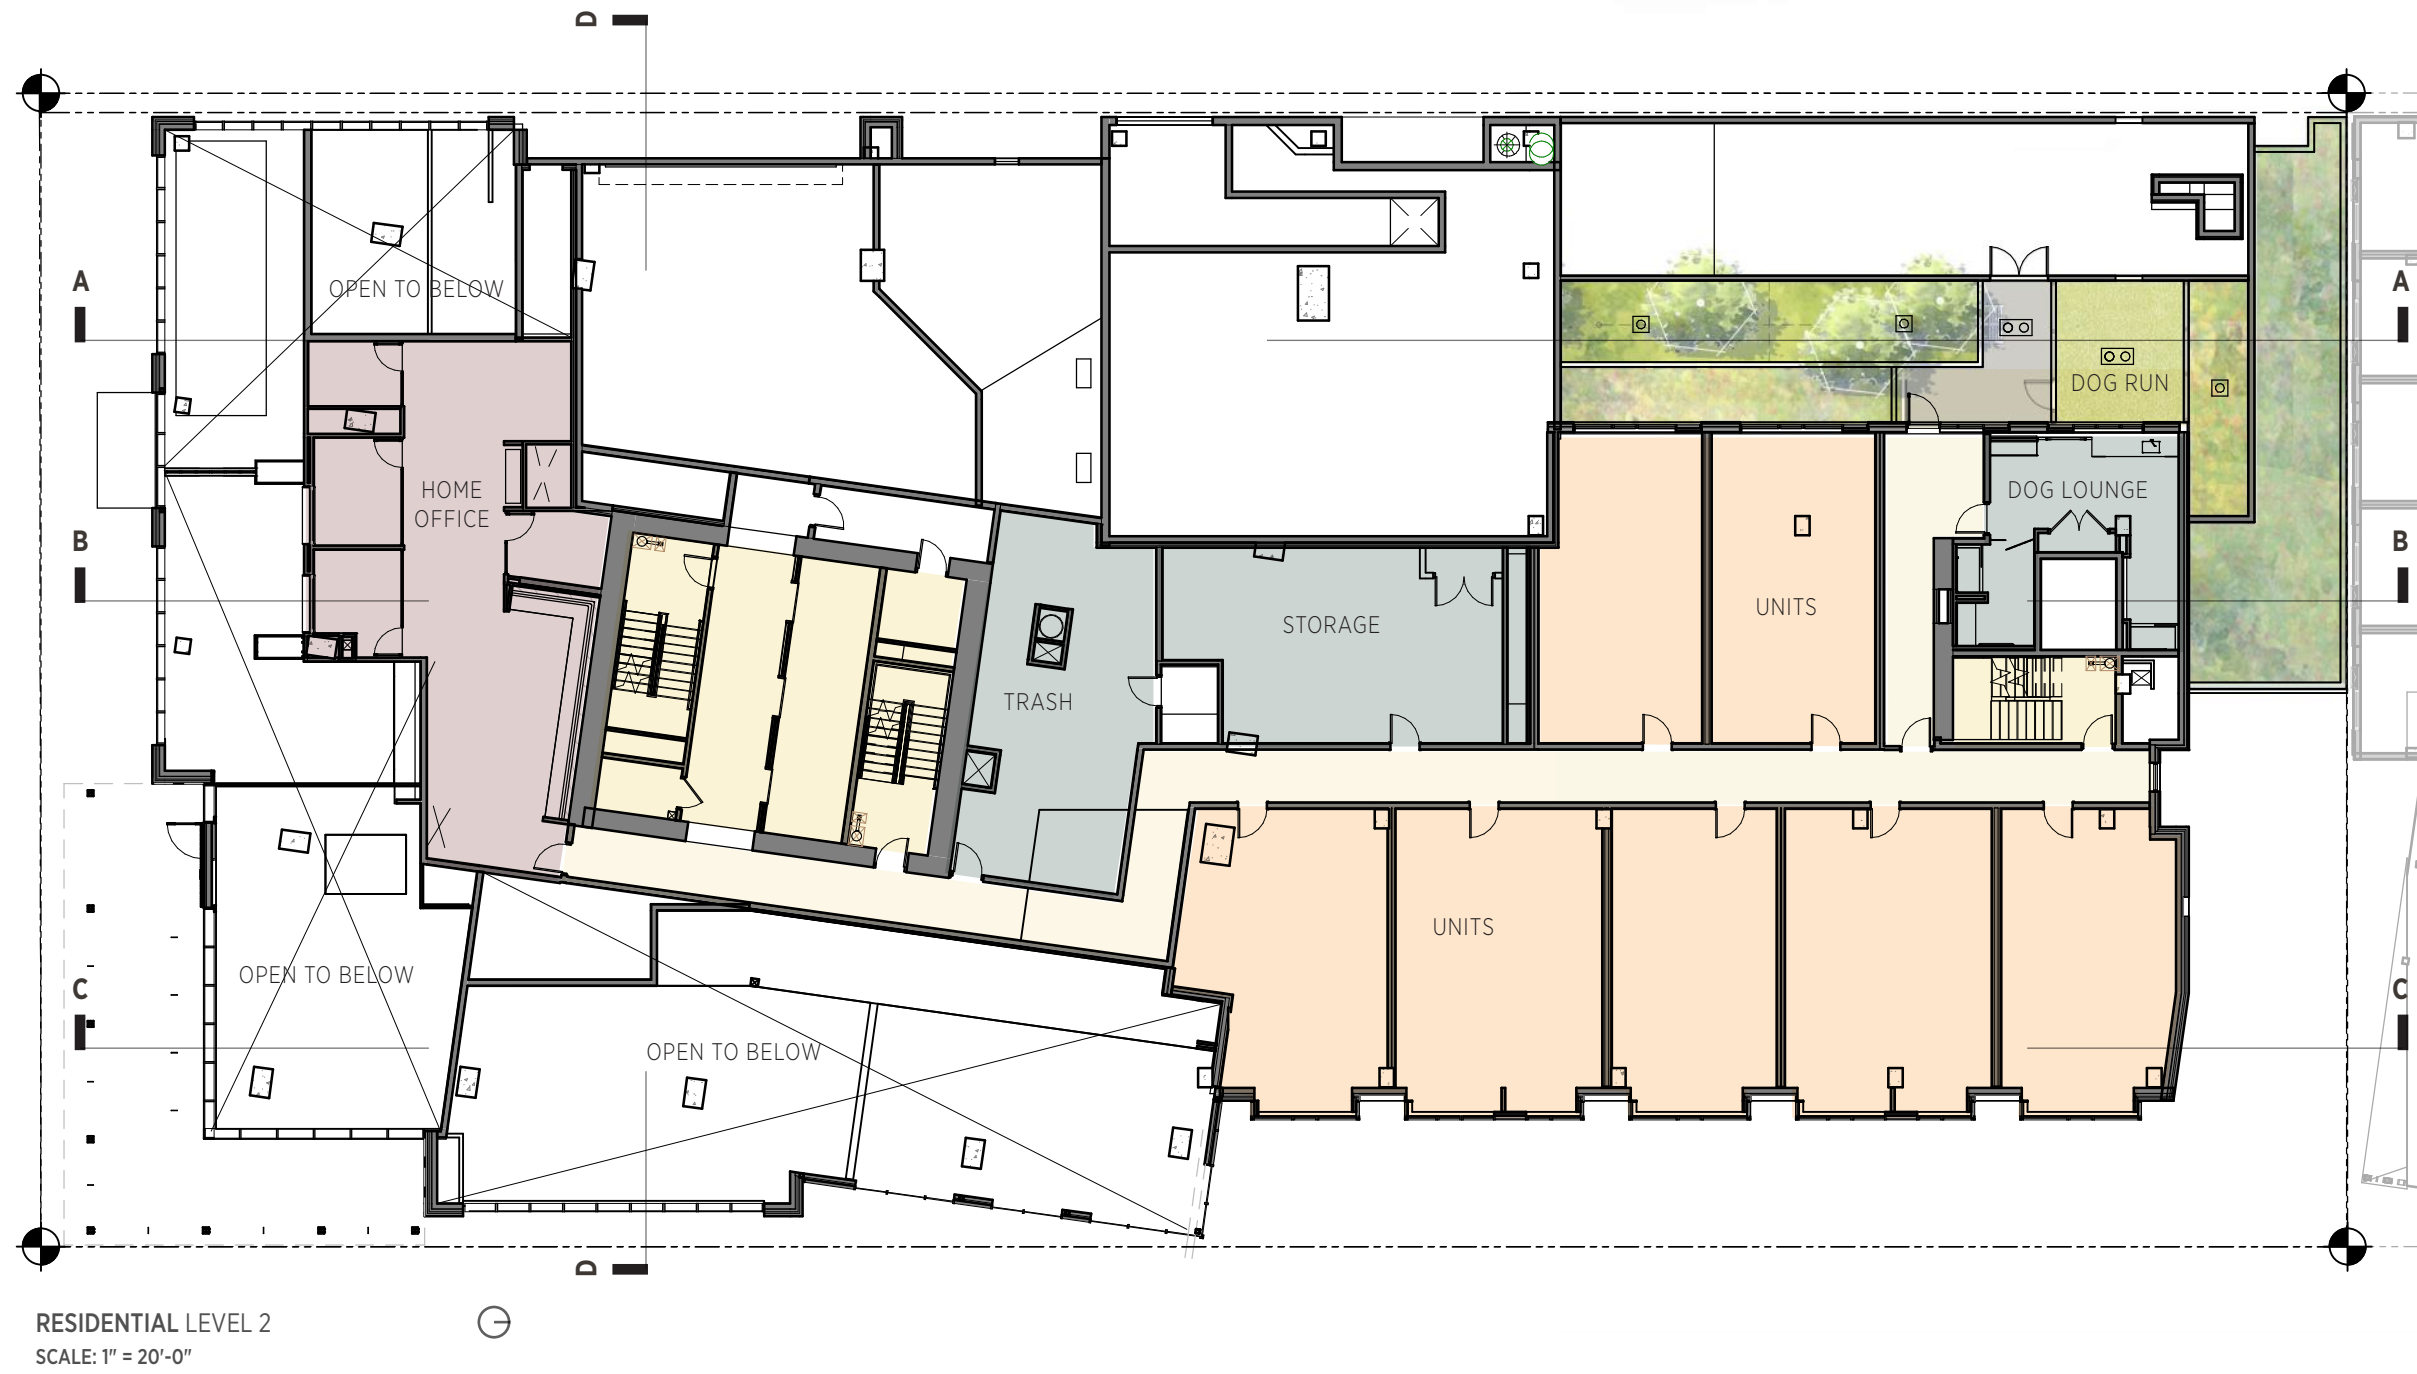 D
A
A
OPEN TO BELOW
DOG RUN
HOME
OFFICE
DOG LOUNGE
B
B
UNITS
STORAGE
TRASH
UNITS
OPEN TO BELOW
C
C
OPEN TO BELOW
D
RESIDENTIAL LEVEL 2
SCALE: 1" = 20'-0"